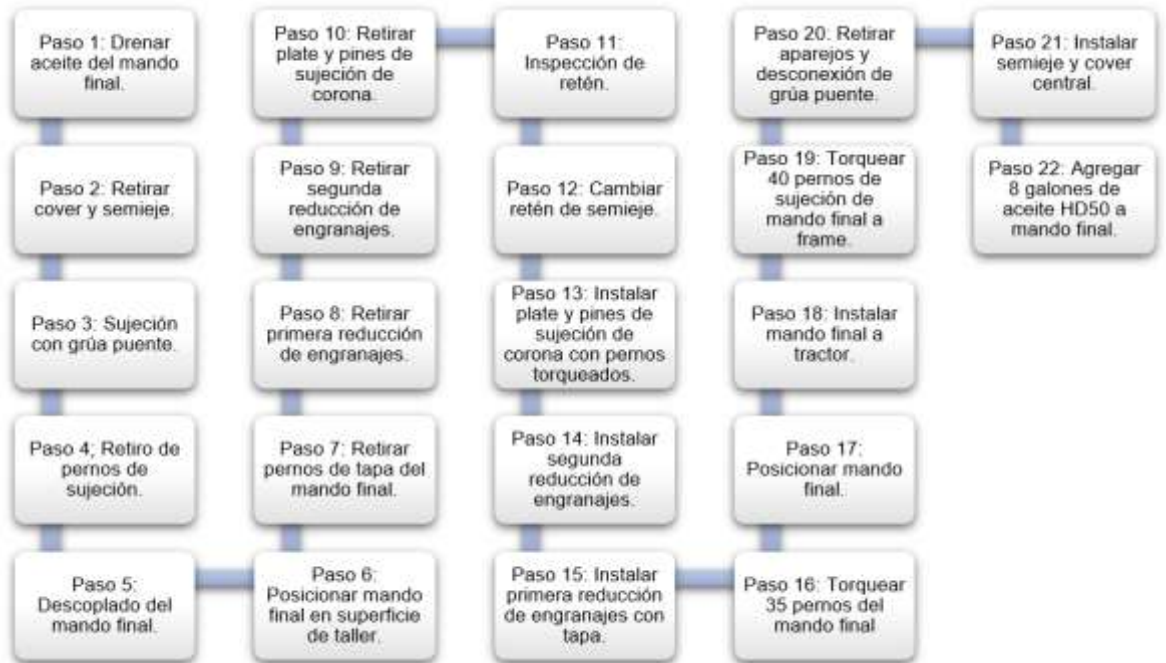 Paso 1: Drenar
aceite del mando
final.
Paso 2: Retirar
cover y semieje.
Paso 3: Sujeción
con grúa puente.
Paso 4; Retiro de
pernos de
sujeción.
Paso 5:
Descoplado del
mando final.
Paso 6:
Posicionar mando
final en superficie
de taller.
Paso 7: Retirar
pernos de tapa del
mando final.
Paso 8: Retirar
primera reducción
de engranajes.
Paso 9: Retirar
segunda
reducción de
engranajes.
Paso 10: Retirar
plate y pines de
sujeción de
corona.
Paso 11:
Inspección de
retén.
Paso 12: Cambiar
retén de semieje.
Paso 13: Instalar
plate y pines de
sujeción de
corona con pernos
torqueados.
Paso 14: Instalar
segunda
reducción de
engranajes.
Paso 15: Instalar
primera reducción
de engranajes con
tapa.
Paso 16: Torquear
35 pernos del
mando final
Paso 17:
Posicionar mando
final.
Paso 18: Instalar
mando final a
tractor.
Paso 19: Torquear
40 pernos de
sujeción de
mando final a
frame.
Paso 20: Retirar
aparejos y
desconexión de
grúa puente.
Paso 21: Instalar
semieje y cover
central.
Paso 22: Agregar
8 galones de
aceite HD50 a
mando final.